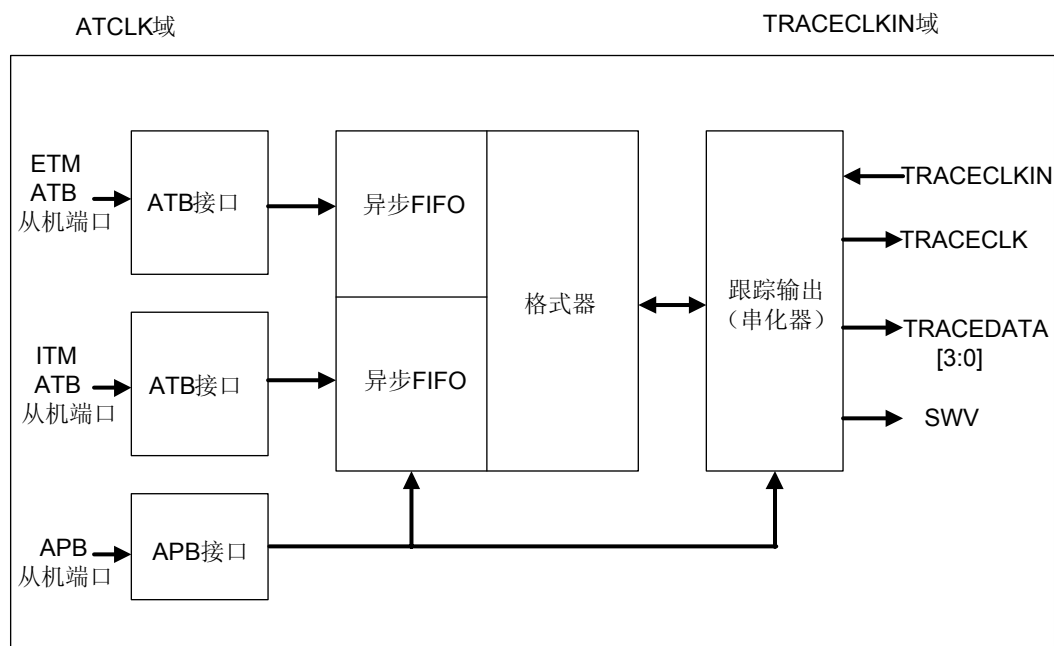 ATCLK域
TRACECLKIN域
ETM
ATB
从机端口
ATB接口
异步FIFO
格式器
跟踪输出
（串化器）
TRACECLKIN
TRACECLK
TRACEDATA
[3:0]
SWV
ITM
ATB
从机端口
ATB接口
异步FIFO
APB
从机端口
APB接口